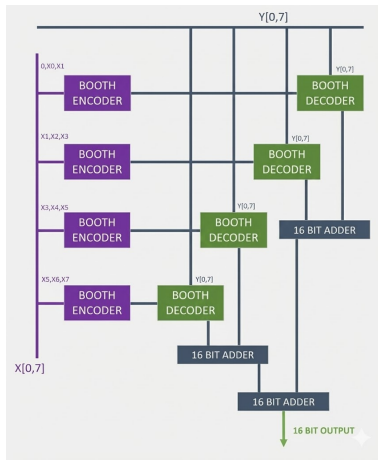 Y[0,7]
0,X0,X1
Y[0,7]
BOOTH
ENCODER
BOOTH
DECODER
X1,X2,X3
Y[0,7]
BOOTH
ENCODER
BOOTH
DECODER
X3,X4,X5
Y[0,7]
BOOTH
ENCODER
BOOTH
DECODER
16 BIT ADDER
X5,X6,X7
Y[0,7]
BOOTH
ENCODER
BOOTH
DECODER
16 BIT ADDER
X[0,7]
16 BIT ADDER
16 BIT OUTPUT